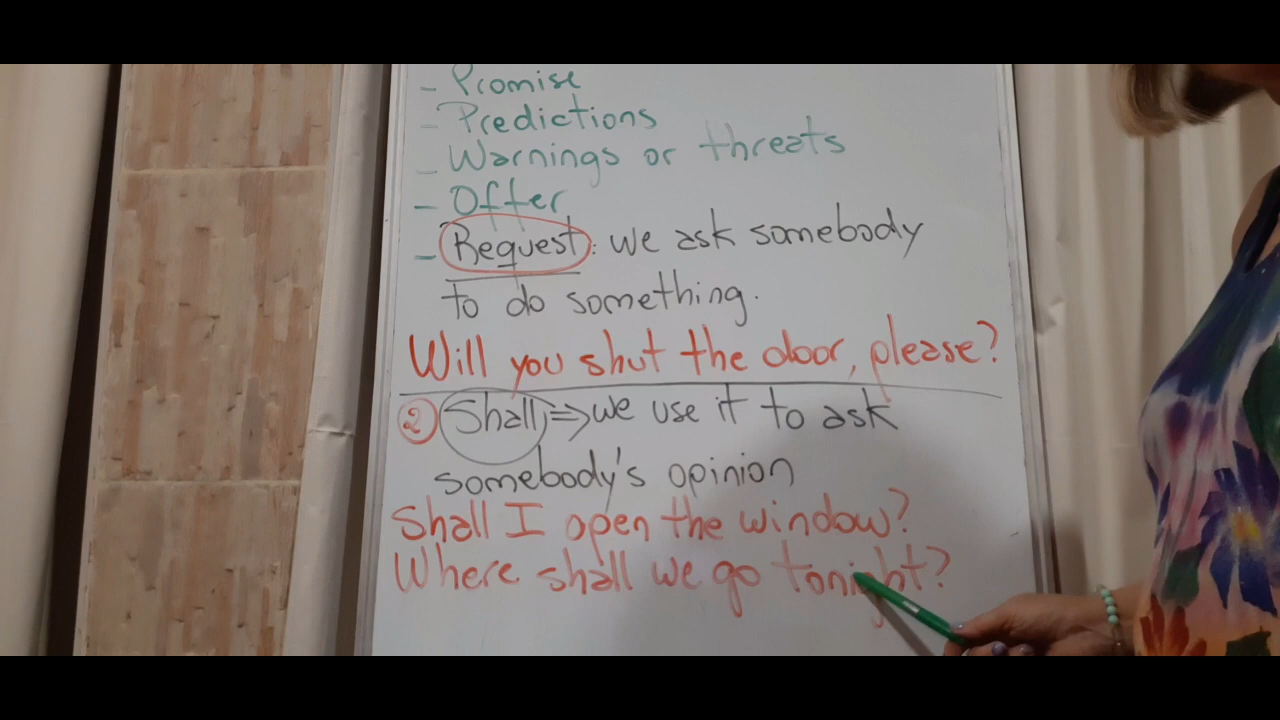 - Promise
- Predictions
- Warnings or threats
- Offer
- Request: we ask somebody
to do something.
Will you shut the door, please?
2 Shall => we use it to ask
somebody's opinion
Shall I open the window?
Where shall we go tonight?